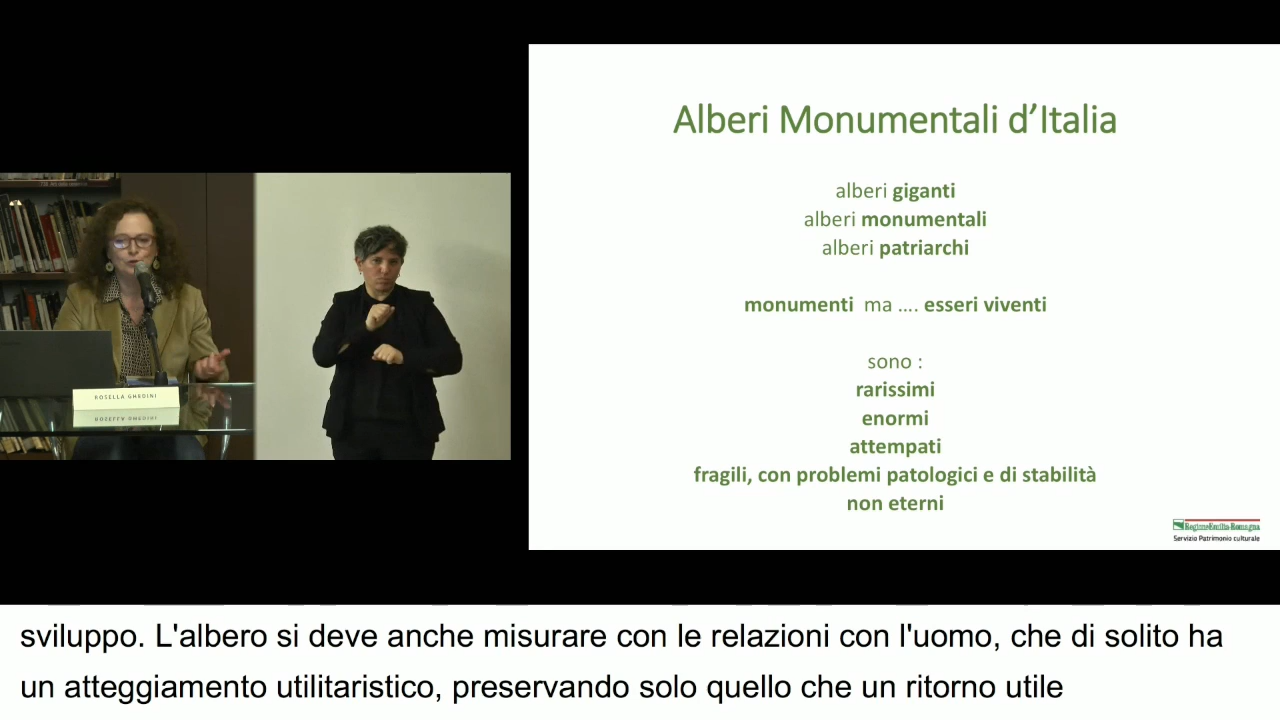 Alberi Monumentali d'Italia
alberi giganti
alberi monumentali
alberi patriarchi
monumenti ma .... esseri viventi
sono :
rarissimi
enormi
attempati
fragili, con problemi patologici e di stabilità
non eterni
RegioneEmilia-Romagna
Servizio Patrimonio culturale
ROSELLA GHEDINI
sviluppo. L'albero si deve anche misurare con le relazioni con l'uomo, che di solito ha
un atteggiamento utilitaristico, preservando solo quello che un ritorno utile